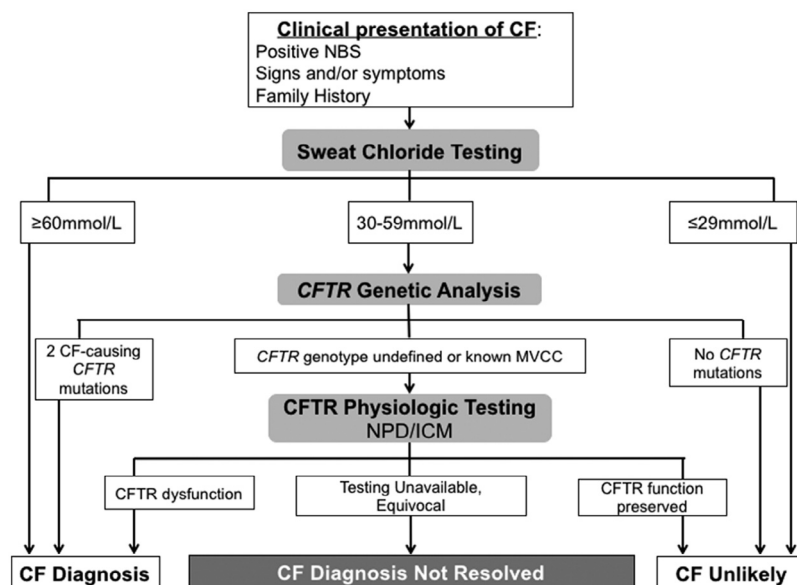 Clinical presentation of CF:
Positive NBS
Signs and/or symptoms
Family History
Sweat Chloride Testing
≥60mmol/L
30-59mmol/L
≤29mmol/L
CFTR Genetic Analysis
2 CF-causing
CFTR
mutations
CFTR genotype undefined or known MVCC
No CFTR
mutations
CFTR Physiologic Testing
NPD/ICM
CFTR dysfunction
Testing Unavailable,
Equivocal
CFTR function
preserved
CF Diagnosis
CF Diagnosis Not Resolved
CF Unlikely